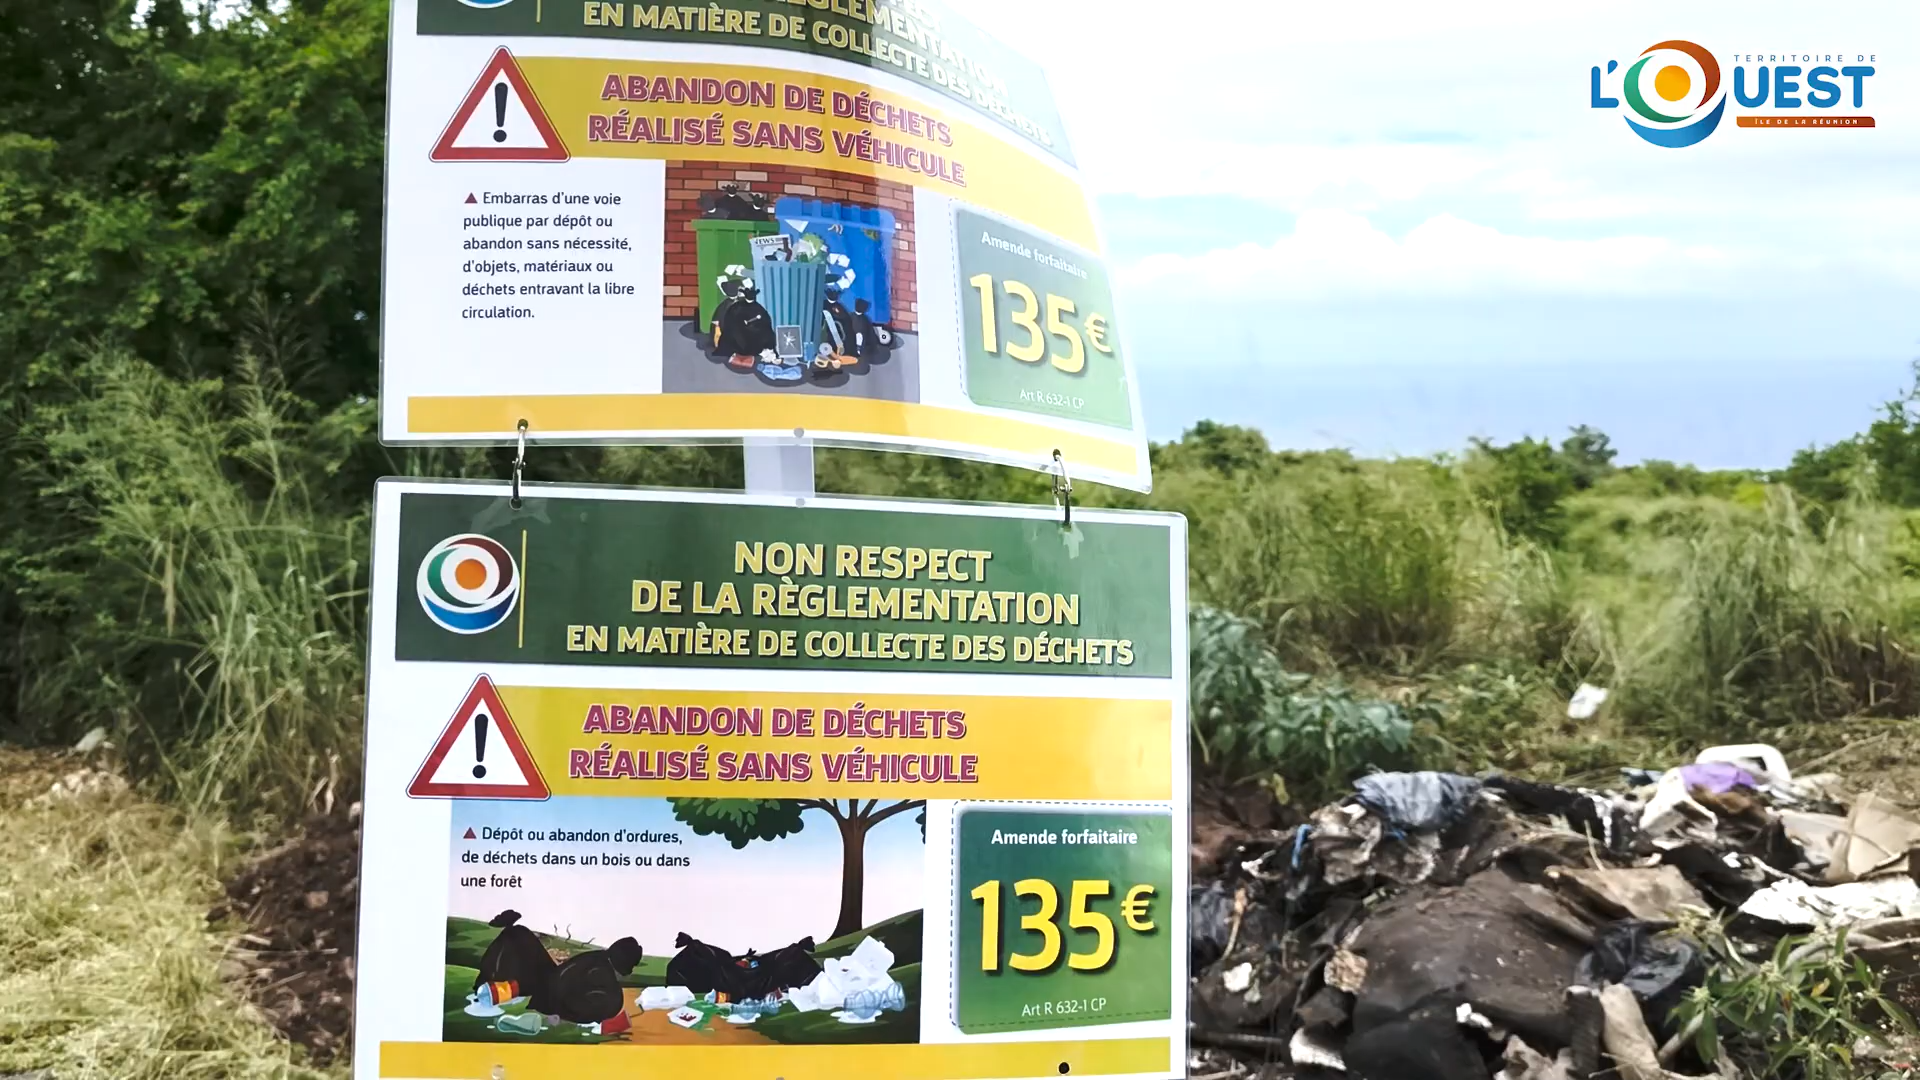 RÉGLEMENTATION
EN MATIÈRE DE COLLECTE DES DÉCHETS
ABANDON DE DÉCHETS
RÉALISÉ SANS VÉHICULE
▲ Embarras d'une voie
publique par dépôt ou
abandon sans nécessité,
d'objets, matériaux ou
déchets entravant la libre
circulation.
NEWS
Amende forfaitaire
135€
Art R 632-1 CP
TERRITOIRE DE
L'OUEST
ÎLE DE LA RÉUNION
NON RESPECT
DE LA RÈGLEMENTATION
EN MATIÈRE DE COLLECTE DES DÉCHETS
ABANDON DE DÉCHETS
RÉALISÉ SANS VÉHICULE
▲ Dépôt ou abandon d'ordures,
de déchets dans un bois ou dans
une forêt
Amende forfaitaire
135€
Art R 632-1 CP